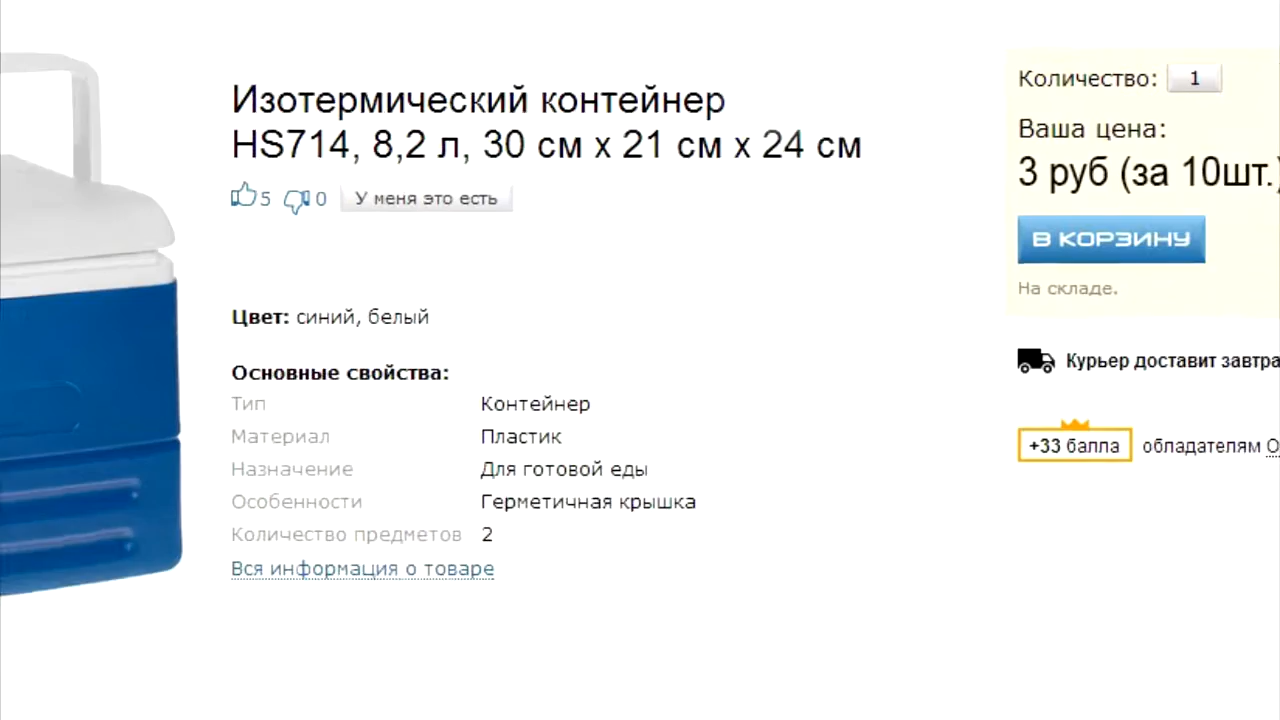 Изотермический контейнер
HS714, 8,2 л, 30 см x 21 см x 24 см
5 0 У меня это есть
Цвет: синий, белый
Основные свойства:
Тип Контейнер
Материал Пластик
Назначение Для готовой еды
Особенности Герметичная крышка
Количество предметов 2
Вся информация о товаре
Количество: 1
Ваша цена:
3 руб (за 10шт.)
В КОРЗИНУ
На складе.
Курьер доставит завтра
+33 балла обладателям